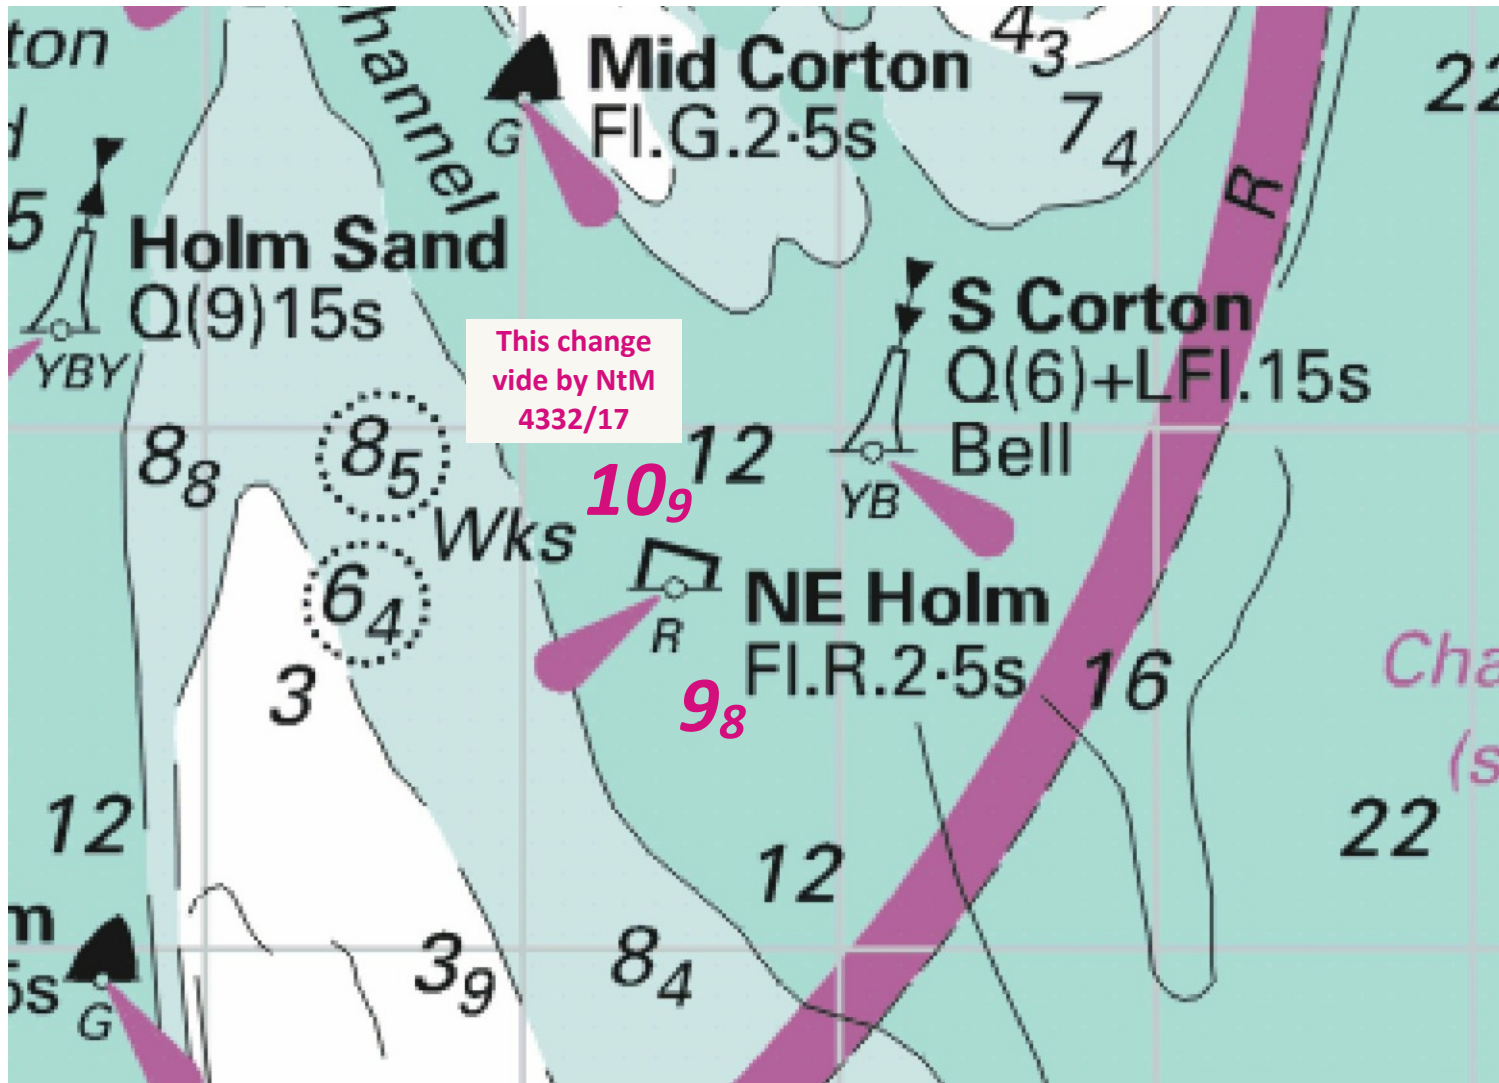 ton
hannel
Mid Corton
Fl.G.2·5s
G
4₃
7₄
22
R
5
Holm Sand
Q(9)15s
YBY
S Corton
Q(6)+LFl.15s
Bell
YB
This change
vide by NtM
4332/17
8₈
8₅
10₉
12
Wks
6₄
NE Holm
Fl.R.2·5s
R
3
9₈
16
Cha
(s
12
22
12
m
5s
G
3₉
8₄